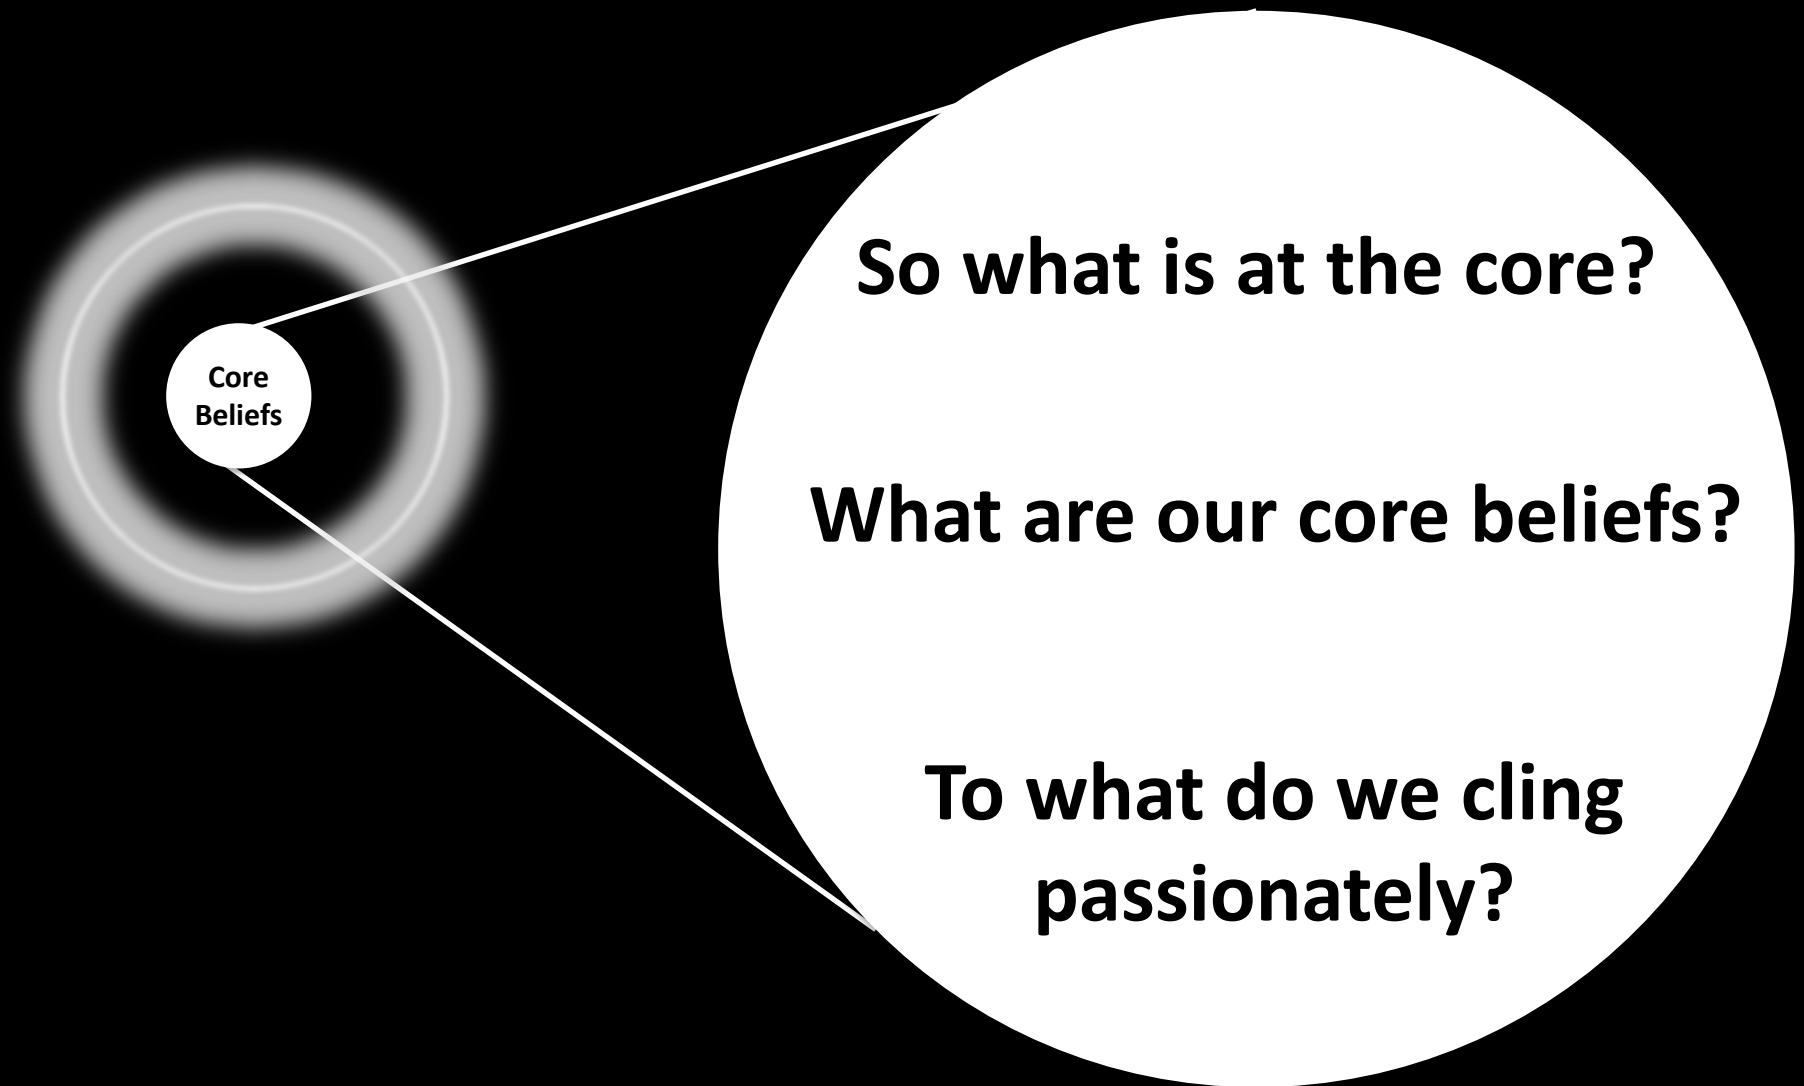 Core
Beliefs
So what is at the core?
What are our core beliefs?
To what do we cling
passionately?